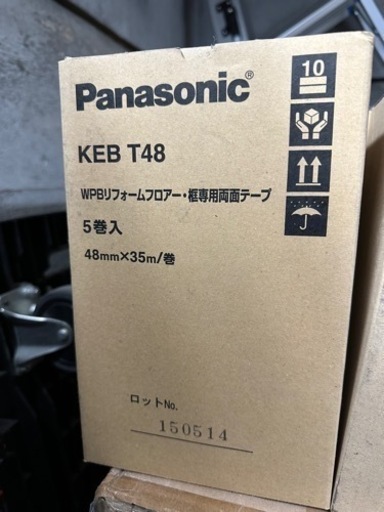 Panasonic®
KEB T48
WPBリフォームフロアー・框専用両面テープ
5巻入
48mm×35m/巻
10
ロットNo.
150514